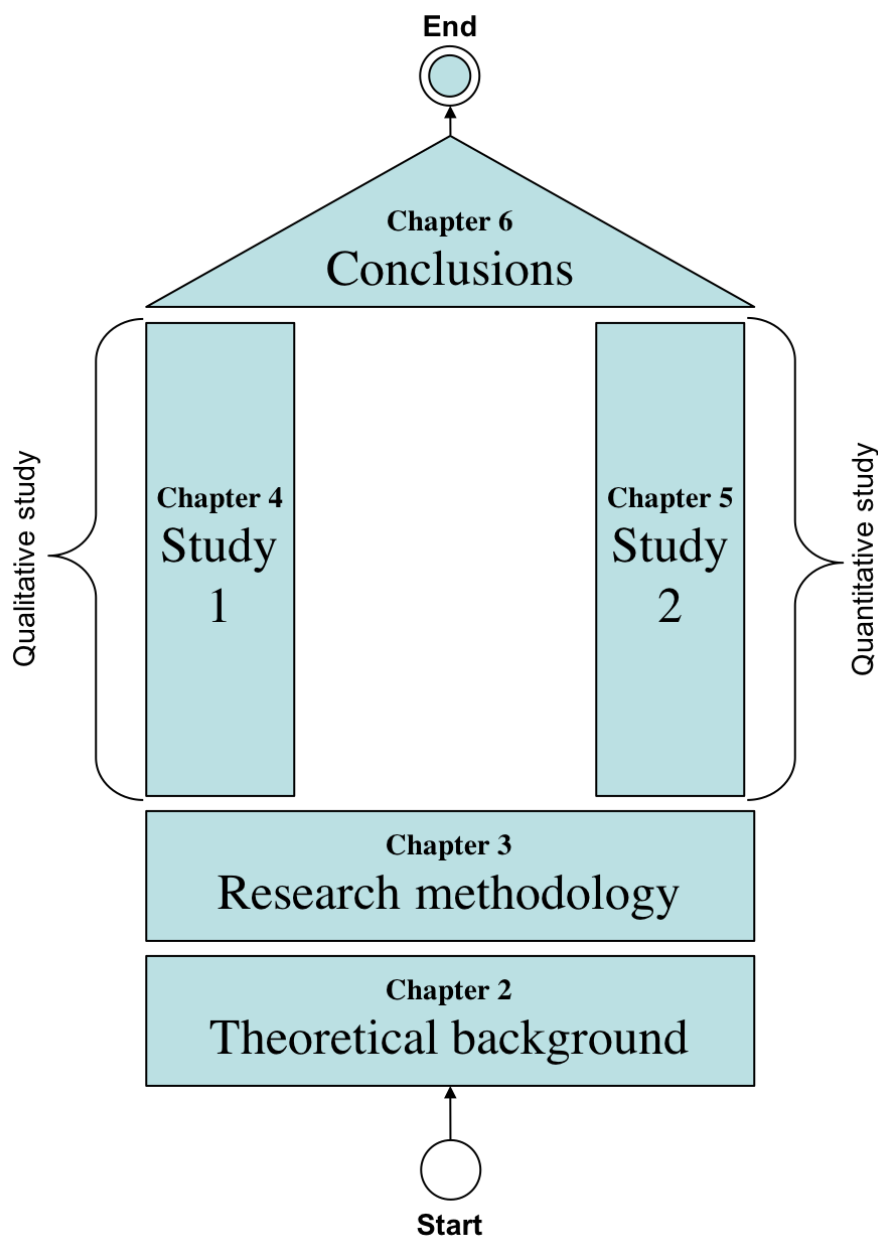 End
Chapter 6
Conclusions
Qualitative study
Chapter 4
Study
1
Chapter 5
Study
2
Quantitative study
Chapter 3
Research methodology
Chapter 2
Theoretical background
Start